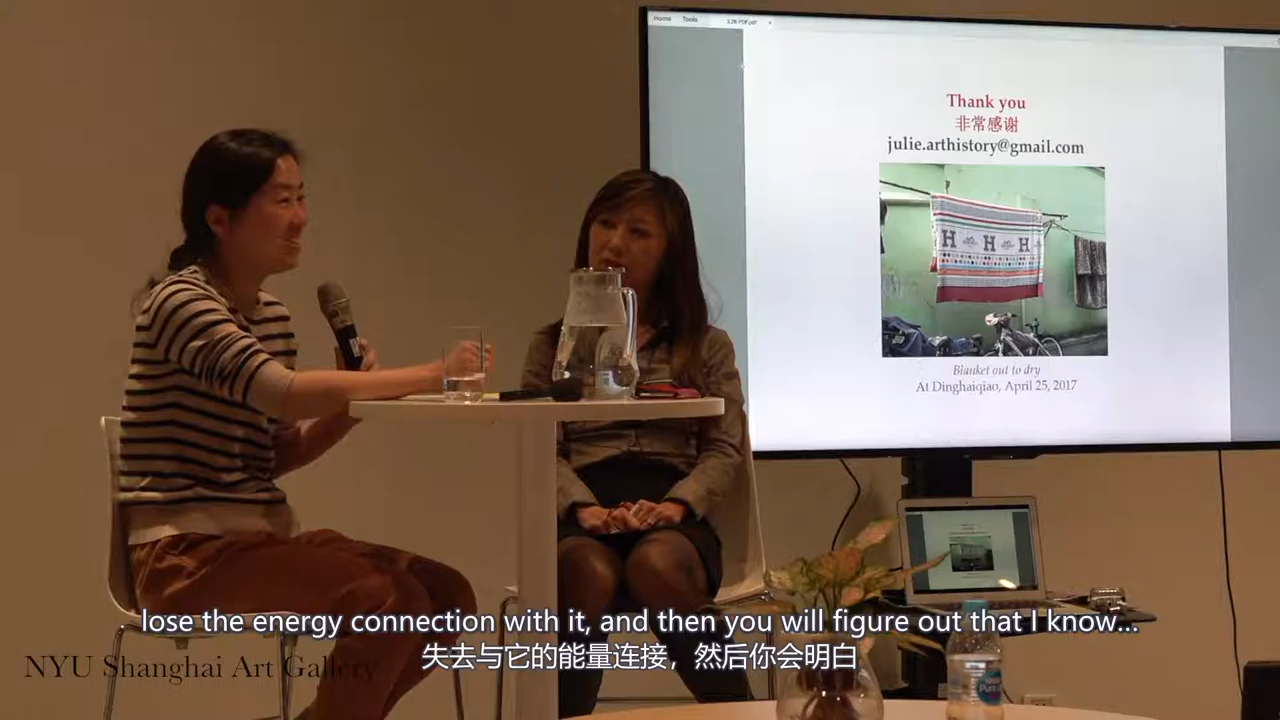 Home Tools
Thank you
非常感谢
julie.arthistory@gmail.com
H H H
Blanket out to dry
At Dinghaiqiao, April 25, 2017
lose the energy connection with it, and then you will figure out that I know...
失去与它的能量连接，然后你会明白
NYU Shanghai Art Gallery